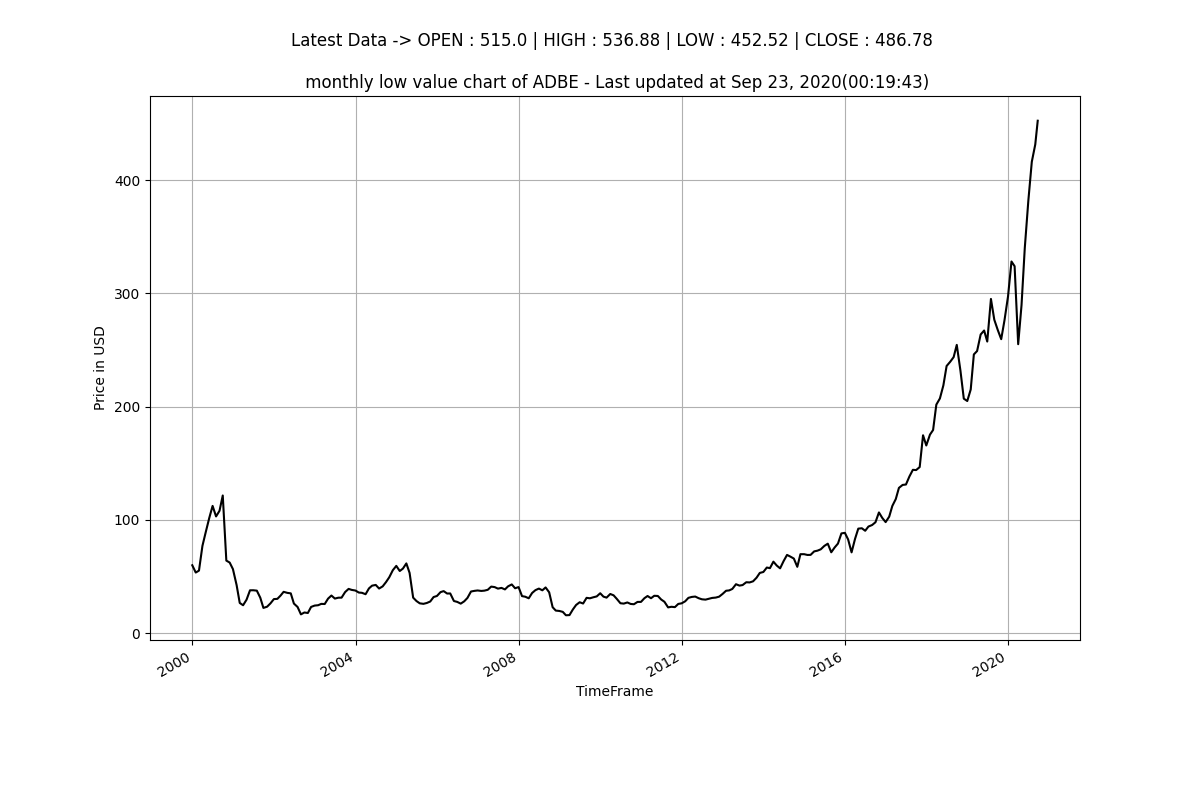 Latest Data -> OPEN : 515.0 | HIGH : 536.88 | LOW : 452.52 | CLOSE : 486.78
monthly low value chart of ADBE - Last updated at Sep 23, 2020(00:19:43)
400
300
200
100
0
Price in USD
2000
2004
2008
2012
2016
2020
TimeFrame